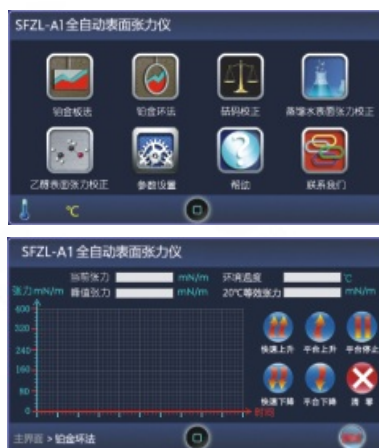 SFZL-A1全自动表面张力仪
铂金板法 铂金环法 砝码校正 蒸馏水表面张力校正
乙醇表面张力校正 参数设置 帮助 联系我们
℃
SFZL-A1 全自动表面张力仪
当前张力 mN/m 环境温度 ℃
张力mN/m 峰值张力 mN/m 20℃等效张力 mN/m
400
320
240
160
80
0
时间
快速上升 平台上升 平台停止
快速下降 平台下降 清零
主界面 > 铂金环法